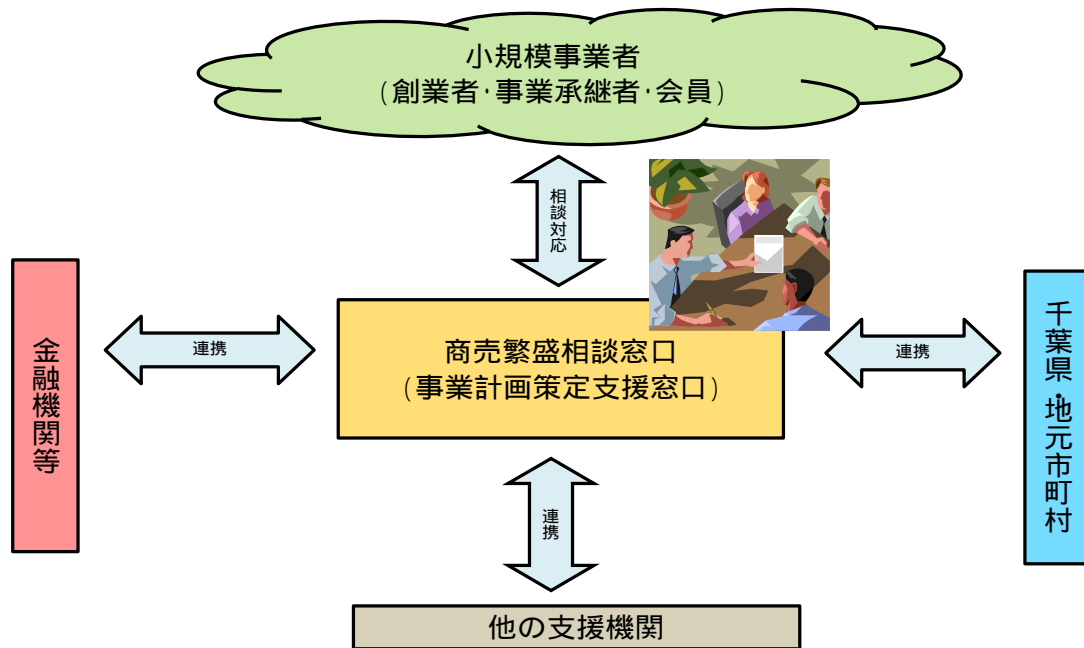 小規模事業者
(創業者・事業承継者・会員)
相談対応
金融機関等
連携
商売繁盛相談窓口
(事業計画策定支援窓口)
連携
千葉県・地元市町村
連携
他の支援機関